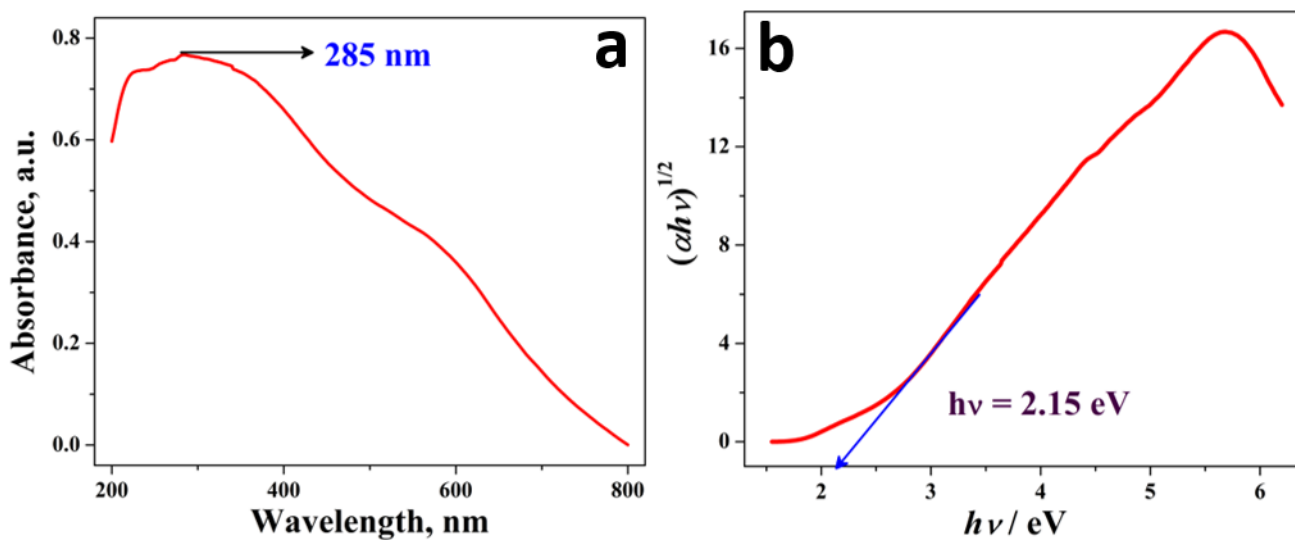 a
285 nm
0.8
0.6
0.4
0.2
0.0
Absorbance, a.u.
200
400
600
800
Wavelength, nm
b
16
12
8
4
0
(αhν)1/2
hν = 2.15 eV
2
3
4
5
6
hν / eV